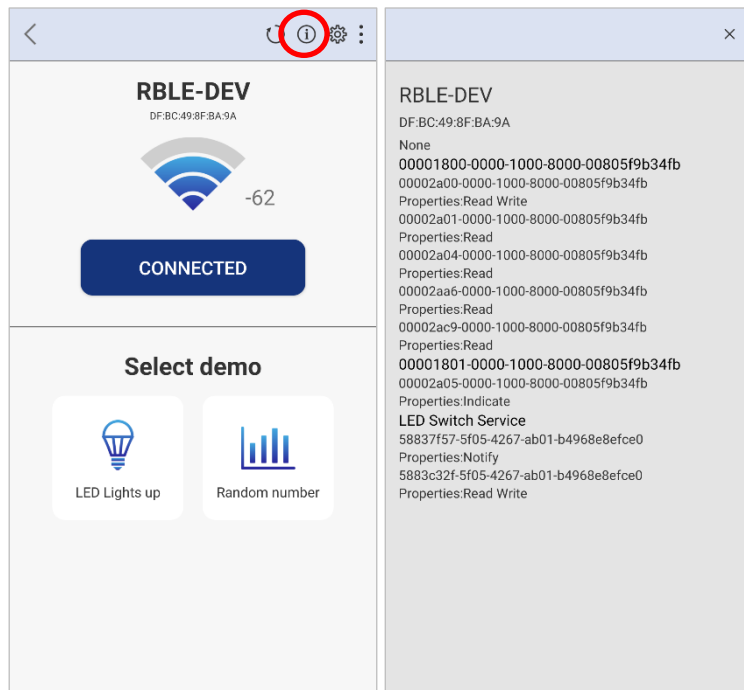 RBLE-DEV
DF:BC:49:8F:BA:9A
-62
CONNECTED
Select demo
LED Lights up
Random number
RBLE-DEV
DF:BC:49:8F:BA:9A
None
00001800-0000-1000-8000-00805f9b34fb
00002a00-0000-1000-8000-00805f9b34fb
Properties:Read Write
00002a01-0000-1000-8000-00805f9b34fb
Properties:Read
00002a04-0000-1000-8000-00805f9b34fb
Properties:Read
00002aa6-0000-1000-8000-00805f9b34fb
Properties:Read
00002ac9-0000-1000-8000-00805f9b34fb
Properties:Read
00001801-0000-1000-8000-00805f9b34fb
00002a05-0000-1000-8000-00805f9b34fb
Properties:Indicate
LED Switch Service
58837f57-5f05-4267-ab01-b4968e8efce0
Properties:Notify
5883c32f-5f05-4267-ab01-b4968e8efce0
Properties:Read Write